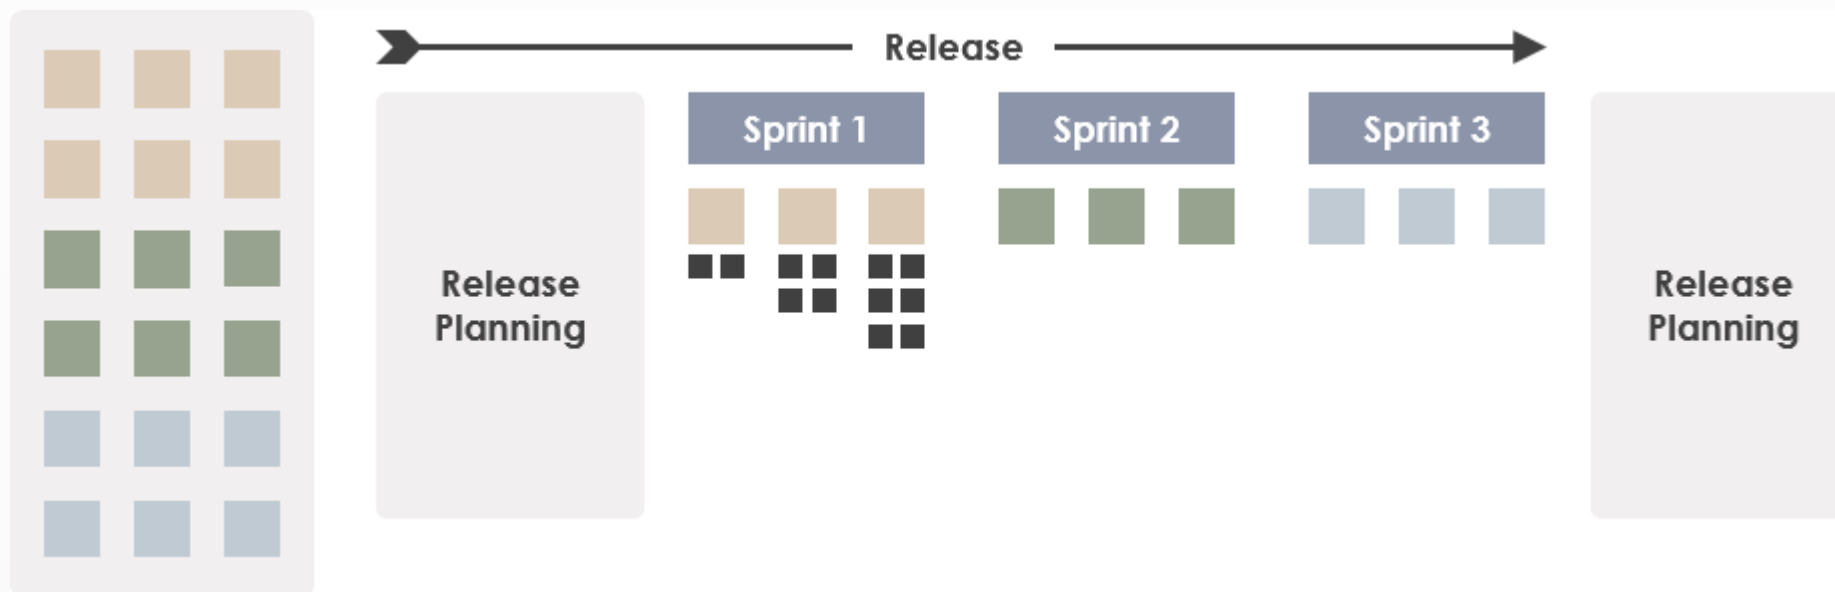 Release
Release
Planning
Sprint 1
Sprint 2
Sprint 3
Release
Planning